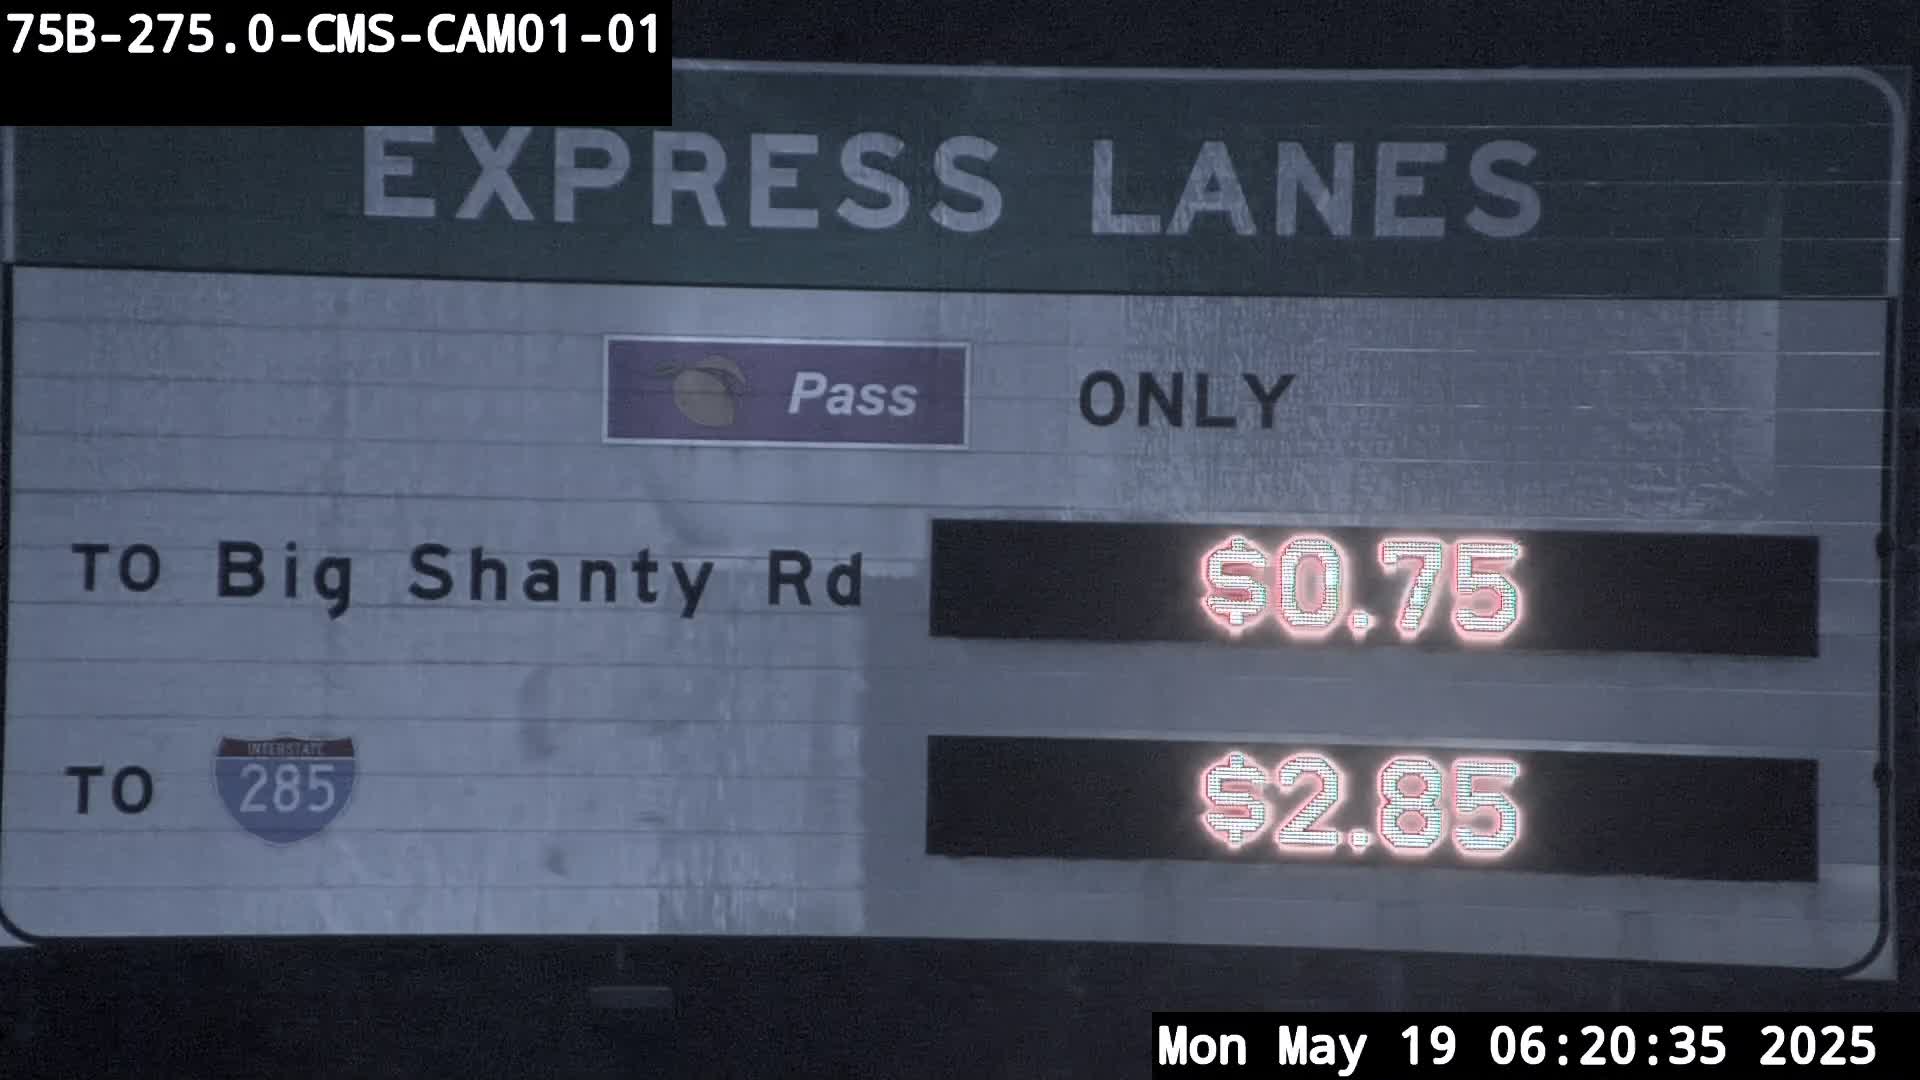 75B-275.0-CMS-CAM01-01
EXPRESS LANES
Pass ONLY
TO Big Shanty Rd $0.75
INTERSTATE
TO 285 $2.85
Mon May 19 06:20:35 2025